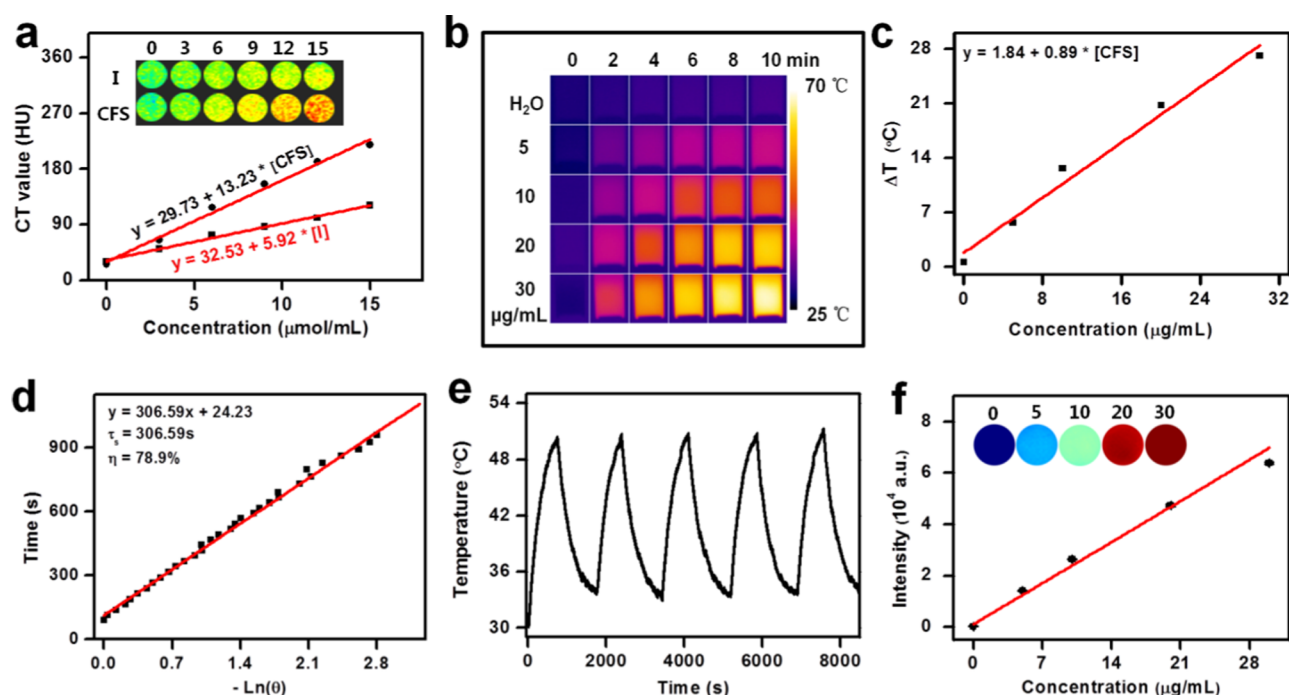 a
0 3 6 9 12 15
I
CFS
360
270
180
90
0
CT value (HU)
y = 29.73 + 13.23 * [CFS]
y = 32.53 + 5.92 * [I]
0 5 10 15
Concentration (μmol/mL)
b
0 2 4 6 8 10 min
H₂O
5
10
20
30
μg/mL
70 ℃
25 ℃
c
y = 1.84 + 0.89 * [CFS]
28
21
14
7
0
ΔT (°C)
0 8 16 24 32
Concentration (μg/mL)
d
y = 306.59x + 24.23
τs = 306.59s
η = 78.9%
900
600
300
0
Time (s)
0.0 0.7 1.4 2.1 2.8
- Ln(θ)
e
54
48
42
36
30
Temperature (°C)
0 2000 4000 6000 8000
Time (s)
f
0 5 10 20 30
8
6
4
2
0
Intensity (10⁴ a.u.)
0 7 14 21 28
Concentration (μg/mL)